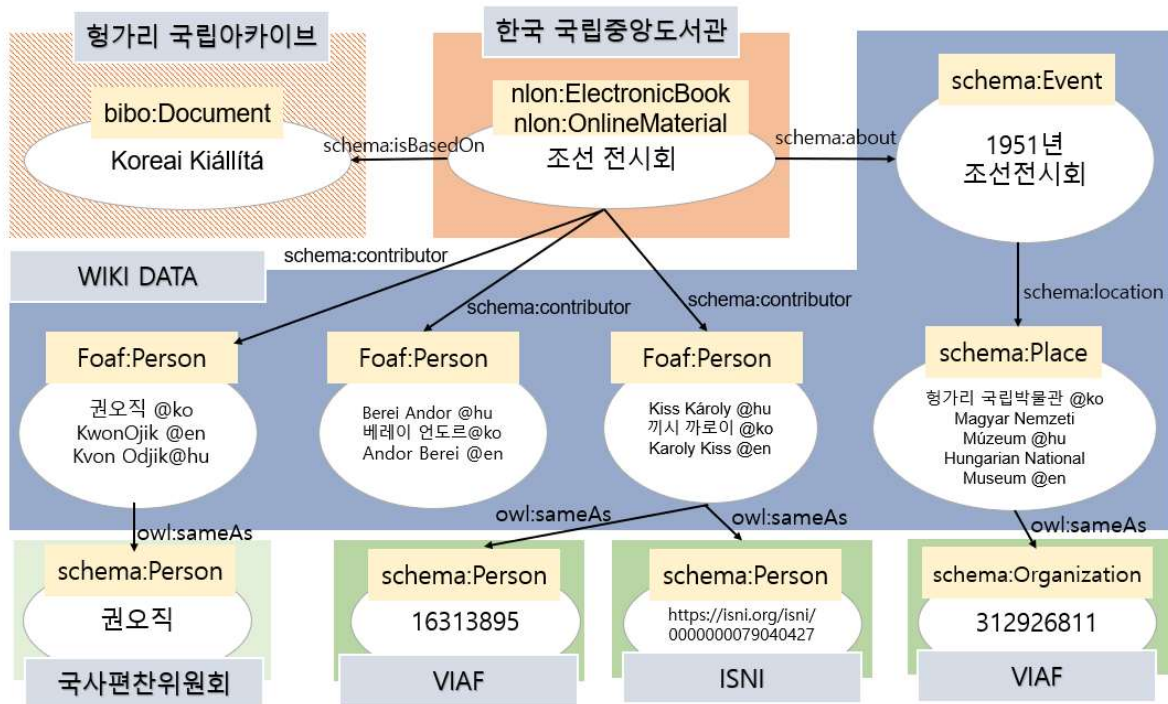 헝가리 국립아카이브
한국 국립중앙도서관
bibo:Document
Koreai Kiállítá
schema:isBasedOn
nlon:ElectronicBook
nlon:OnlineMaterial
조선 전시회
schema:about
schema:Event
1951년
조선전시회
schema:contributor
schema:contributor
schema:contributor
schema:location
WIKI DATA
Foaf:Person
권오직 @ko
KwonOjik @en
Kvon Odjik@hu
Foaf:Person
Berei Andor @hu
베레이 언도르@ko
Andor Berei @en
Foaf:Person
Kiss Károly @hu
끼시 까로이 @ko
Karoly Kiss @en
schema:Place
헝가리 국립박물관 @ko
Magyar Nemzeti
Múzeum @hu
Hungarian National
Museum @en
owl:sameAs
owl:sameAs
owl:sameAs
owl:sameAs
schema:Person
권오직
국사편찬위원회
schema:Person
16313895
VIAF
schema:Person
https://isni.org/isni/
0000000079040427
ISNI
schema:Organization
312926811
VIAF